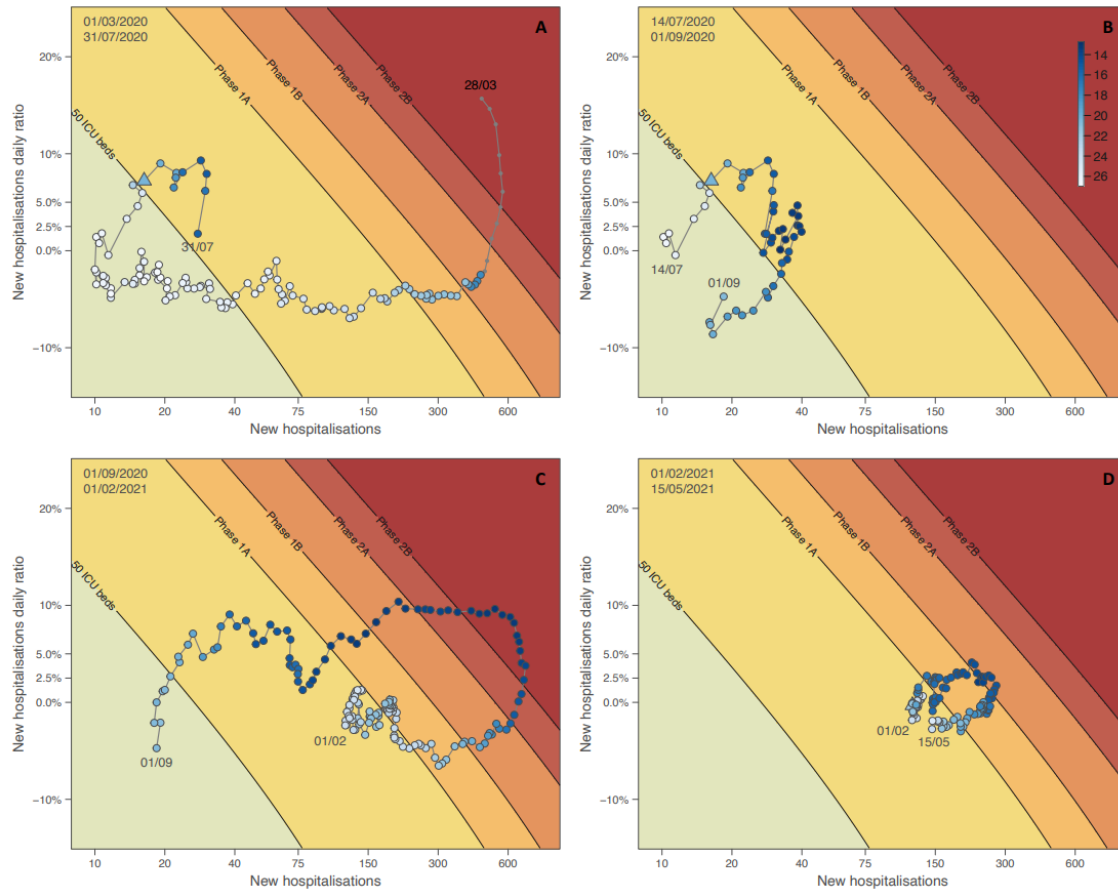 01/03/2020
31/07/2020
A
20%
10%
5.0%
2.5%
0.0%
−10%
New hospitalisations daily ratio
50 ICU beds
Phase 1A
Phase 1B
Phase 2A
Phase 2B
28/03
31/07
10 20 40 75 150 300 600
New hospitalisations
14/07/2020
01/09/2020
B
14
16
18
20
22
24
26
20%
10%
5.0%
2.5%
0.0%
−10%
New hospitalisations daily ratio
50 ICU beds
Phase 1A
Phase 1B
Phase 2A
Phase 2B
14/07
01/09
10 20 40 75 150 300 600
New hospitalisations
01/09/2020
01/02/2021
C
20%
10%
5.0%
2.5%
0.0%
−10%
New hospitalisations daily ratio
50 ICU beds
Phase 1A
Phase 1B
Phase 2A
Phase 2B
01/02
01/09
10 20 40 75 150 300 600
New hospitalisations
01/02/2021
15/05/2021
D
20%
10%
5.0%
2.5%
0.0%
−10%
New hospitalisations daily ratio
50 ICU beds
Phase 1A
Phase 1B
Phase 2A
Phase 2B
01/02
15/05
10 20 40 75 150 300 600
New hospitalisations